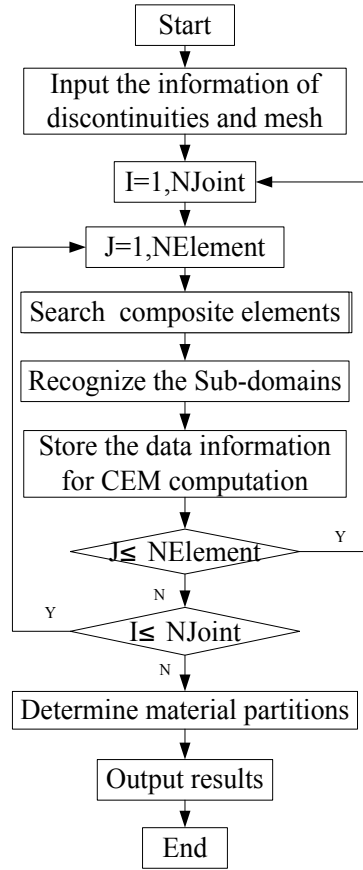 Start
Input the information of
discontinuities and mesh
I=1,NJoint
J=1,NElement
Search composite elements
Recognize the Sub-domains
Store the data information
for CEM computation
J≤ NElement
Y
N
Y
I≤ NJoint
N
Determine material partitions
Output results
End